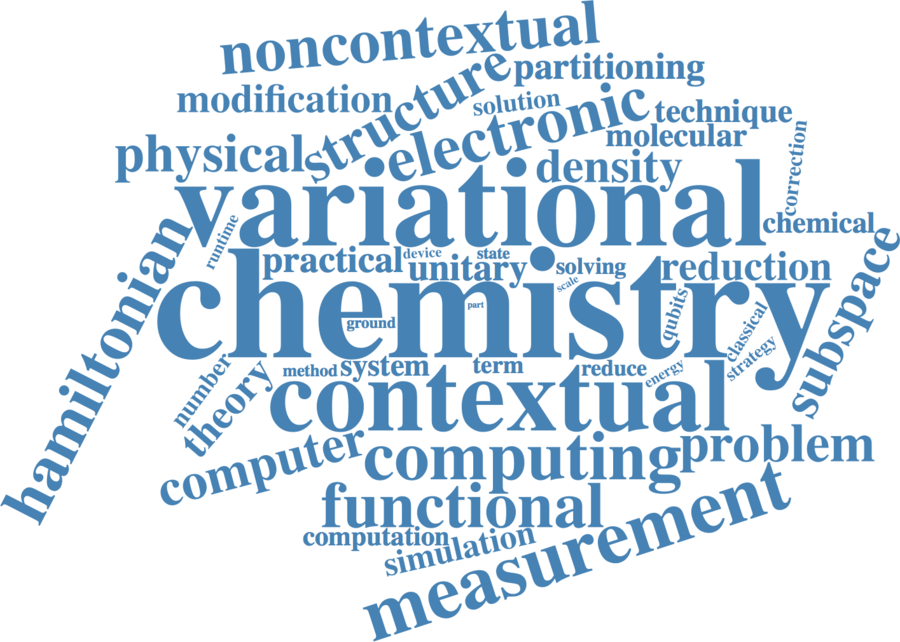 noncontextual
structure
partitioning
modification
solution
electronic
technique
molecular
physical
density
correction
variational
chemical
hamiltonian
runtime
practical
device
unitary
state
solving
scale
reduction
subspace
chemistry
part
ground
qubits
classical
strategy
method
system
term
reduce
energy
number
theory
contextual
computer
computing
problem
functional
computation
simulation
measurement